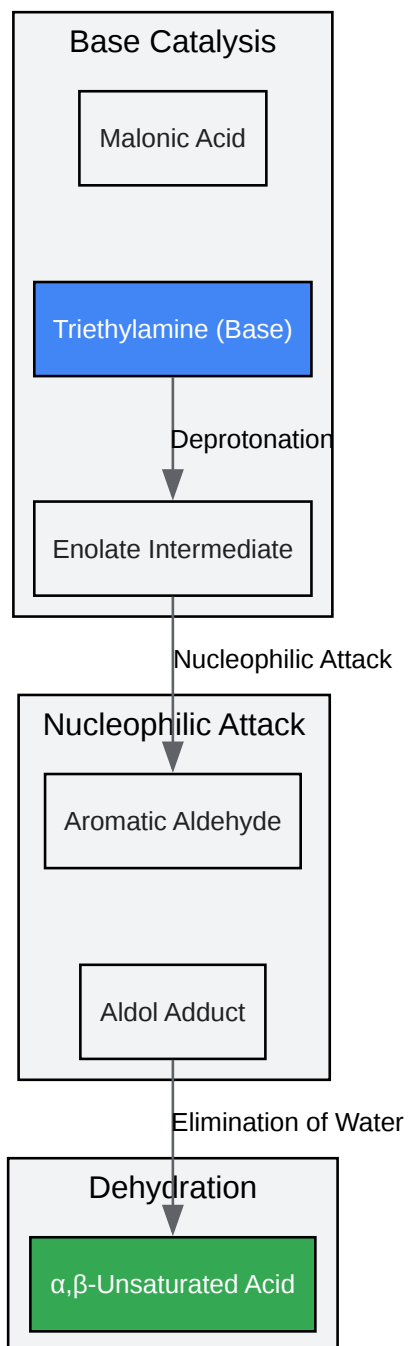 Base Catalysis
Malonic Acid
Triethylamine (Base)
Deprotonation
Enolate Intermediate
Nucleophilic Attack
Nucleophilic Attack
Aromatic Aldehyde
Aldol Adduct
Elimination of Water
Dehydration
α,β-Unsaturated Acid